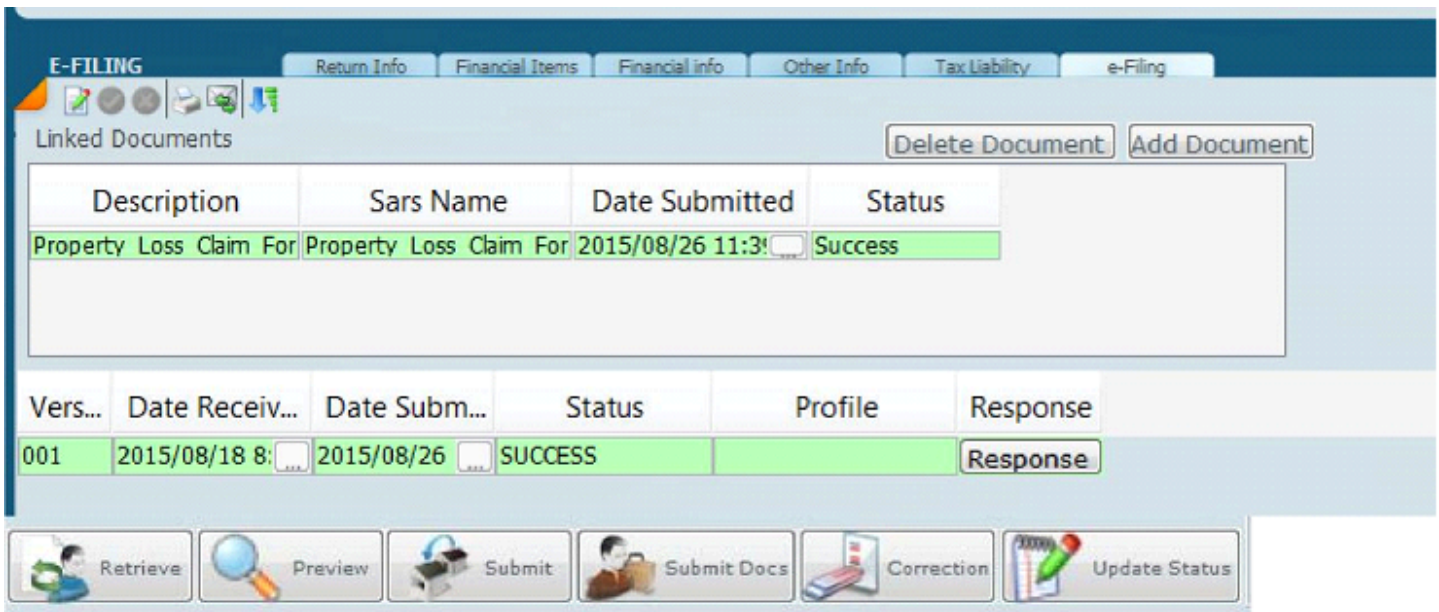 E-FILING Return Info Financial Items Financial info Other Info Tax Liability e-Filing
Linked Documents Delete Document Add Document
Description Sars Name Date Submitted Status
Property Loss Claim For Property Loss Claim For 2015/08/26 11:39 ... Success
Vers... Date Receiv... Date Subm... Status Profile Response
001 2015/08/18 8: ... 2015/08/26 ... SUCCESS Response
Retrieve Preview Submit Submit Docs Correction Update Status